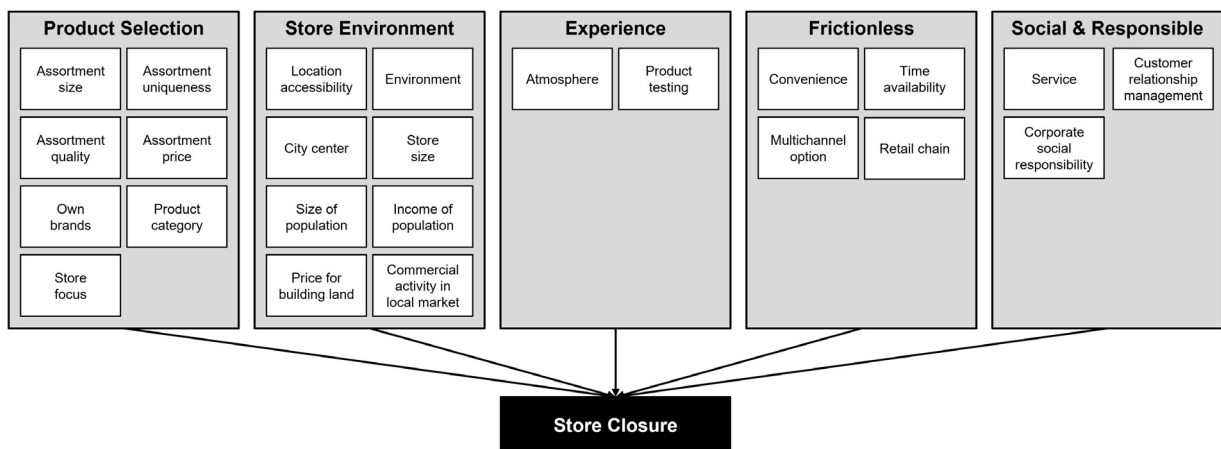 Product Selection
Assortment
size
Assortment
uniqueness
Assortment
quality
Assortment
price
Own
brands
Product
category
Store
focus
Store Environment
Location
accessibility
Environment
City center
Store
size
Size of
population
Income of
population
Price for
building land
Commercial
activity in
local market
Experience
Atmosphere
Product
testing
Frictionless
Convenience
Time
availability
Multichannel
option
Retail chain
Social & Responsible
Service
Customer
relationship
management
Corporate
social
responsibility
Store Closure